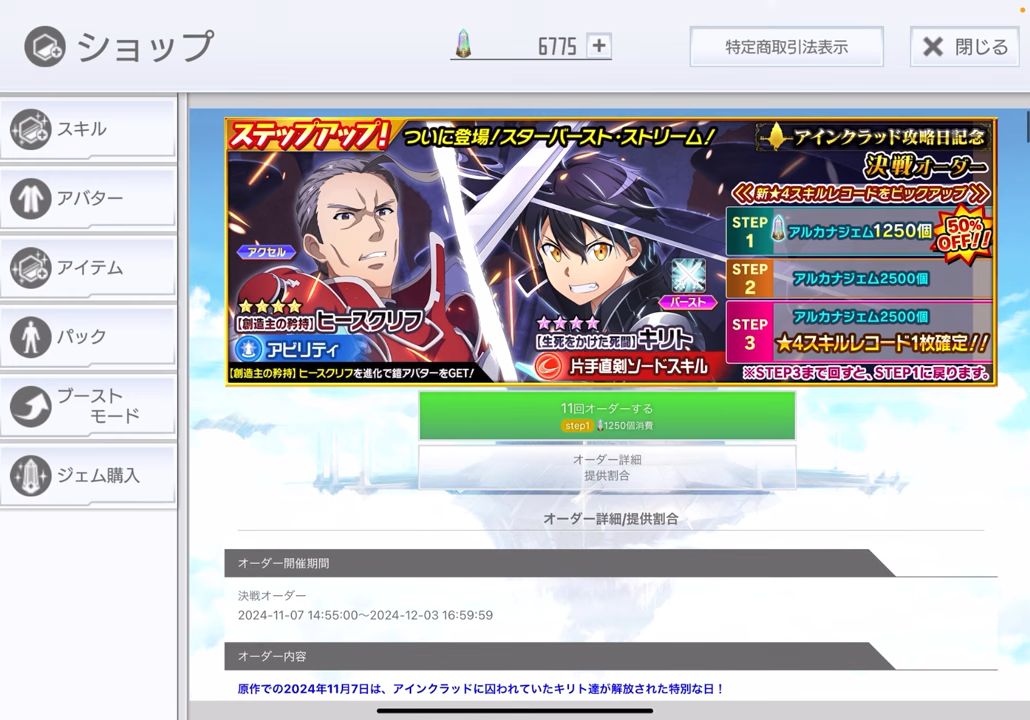 ショップ
6775
特定商取引法表示
閉じる
スキル
アバター
アイテム
パック
ブースト
モード
ジェム購入
ステップアップ!
ついに登場!スターバースト・ストリーム!
アインクラッド攻略日記念
決戦オーダー
新★4スキルレコードをピックアップ
STEP
1
アルカナジェム1250個
50%
OFF!!
STEP
2
アルカナジェム2500個
STEP
3
アルカナジェム2500個
★4スキルレコード1枚確定!!
※STEP3まで回すと、STEP1に戻ります。
アクセル
★★★★
【創造主の矜持】ヒースクリフ
アビリティ
【創造主の矜持】ヒースクリフを進化で鎧アバターをGET!
バースト
★★★★
【生死をかけた死闘】キリト
片手直剣ソードスキル
11回オーダーする
step1 1250個消費
オーダー詳細
提供割合
オーダー詳細/提供割合
オーダー開催期間
決戦オーダー
2024-11-07 14:55:00～2024-12-03 16:59:59
オーダー内容
原作での2024年11月7日は、アインクラッドに囚われていたキリト達が解放された特別な日！